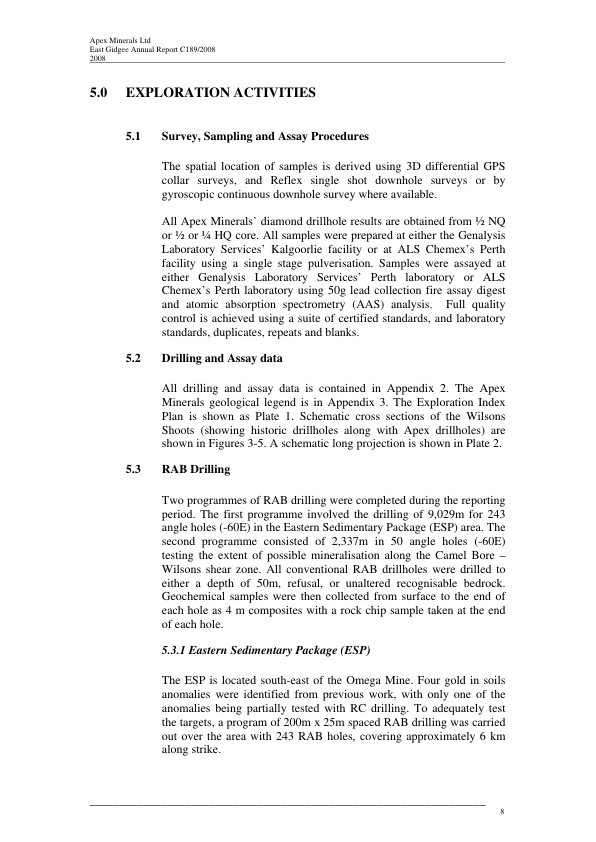 Apex Minerals Ltd
East Gidgee Annual Report C189/2008
2008
5.0 EXPLORATION ACTIVITIES
5.1 Survey, Sampling and Assay Procedures
The spatial location of samples is derived using 3D differential GPS
collar surveys, and Reflex single shot downhole surveys or by
gyroscopic continuous downhole survey where available.
All Apex Minerals’ diamond drillhole results are obtained from ½ NQ
or ½ or ¼ HQ core. All samples were prepared at either the Genalysis
Laboratory Services’ Kalgoorlie facility or at ALS Chemex’s Perth
facility using a single stage pulverisation. Samples were assayed at
either Genalysis Laboratory Services’ Perth laboratory or ALS
Chemex’s Perth laboratory using 50g lead collection fire assay digest
and atomic absorption spectrometry (AAS) analysis. Full quality
control is achieved using a suite of certified standards, and laboratory
standards, duplicates, repeats and blanks.
5.2 Drilling and Assay data
All drilling and assay data is contained in Appendix 2. The Apex
Minerals geological legend is in Appendix 3. The Exploration Index
Plan is shown as Plate 1. Schematic cross sections of the Wilsons
Shoots (showing historic drillholes along with Apex drillholes) are
shown in Figures 3-5. A schematic long projection is shown in Plate 2.
5.3 RAB Drilling
Two programmes of RAB drilling were completed during the reporting
period. The first programme involved the drilling of 9,029m for 243
angle holes (-60E) in the Eastern Sedimentary Package (ESP) area. The
second programme consisted of 2,337m in 50 angle holes (-60E)
testing the extent of possible mineralisation along the Camel Bore –
Wilsons shear zone. All conventional RAB drillholes were drilled to
either a depth of 50m, refusal, or unaltered recognisable bedrock.
Geochemical samples were then collected from surface to the end of
each hole as 4 m composites with a rock chip sample taken at the end
of each hole.
5.3.1 Eastern Sedimentary Package (ESP)
The ESP is located south-east of the Omega Mine. Four gold in soils
anomalies were identified from previous work, with only one of the
anomalies being partially tested with RC drilling. To adequately test
the targets, a program of 200m x 25m spaced RAB drilling was carried
out over the area with 243 RAB holes, covering approximately 6 km
along strike.
8